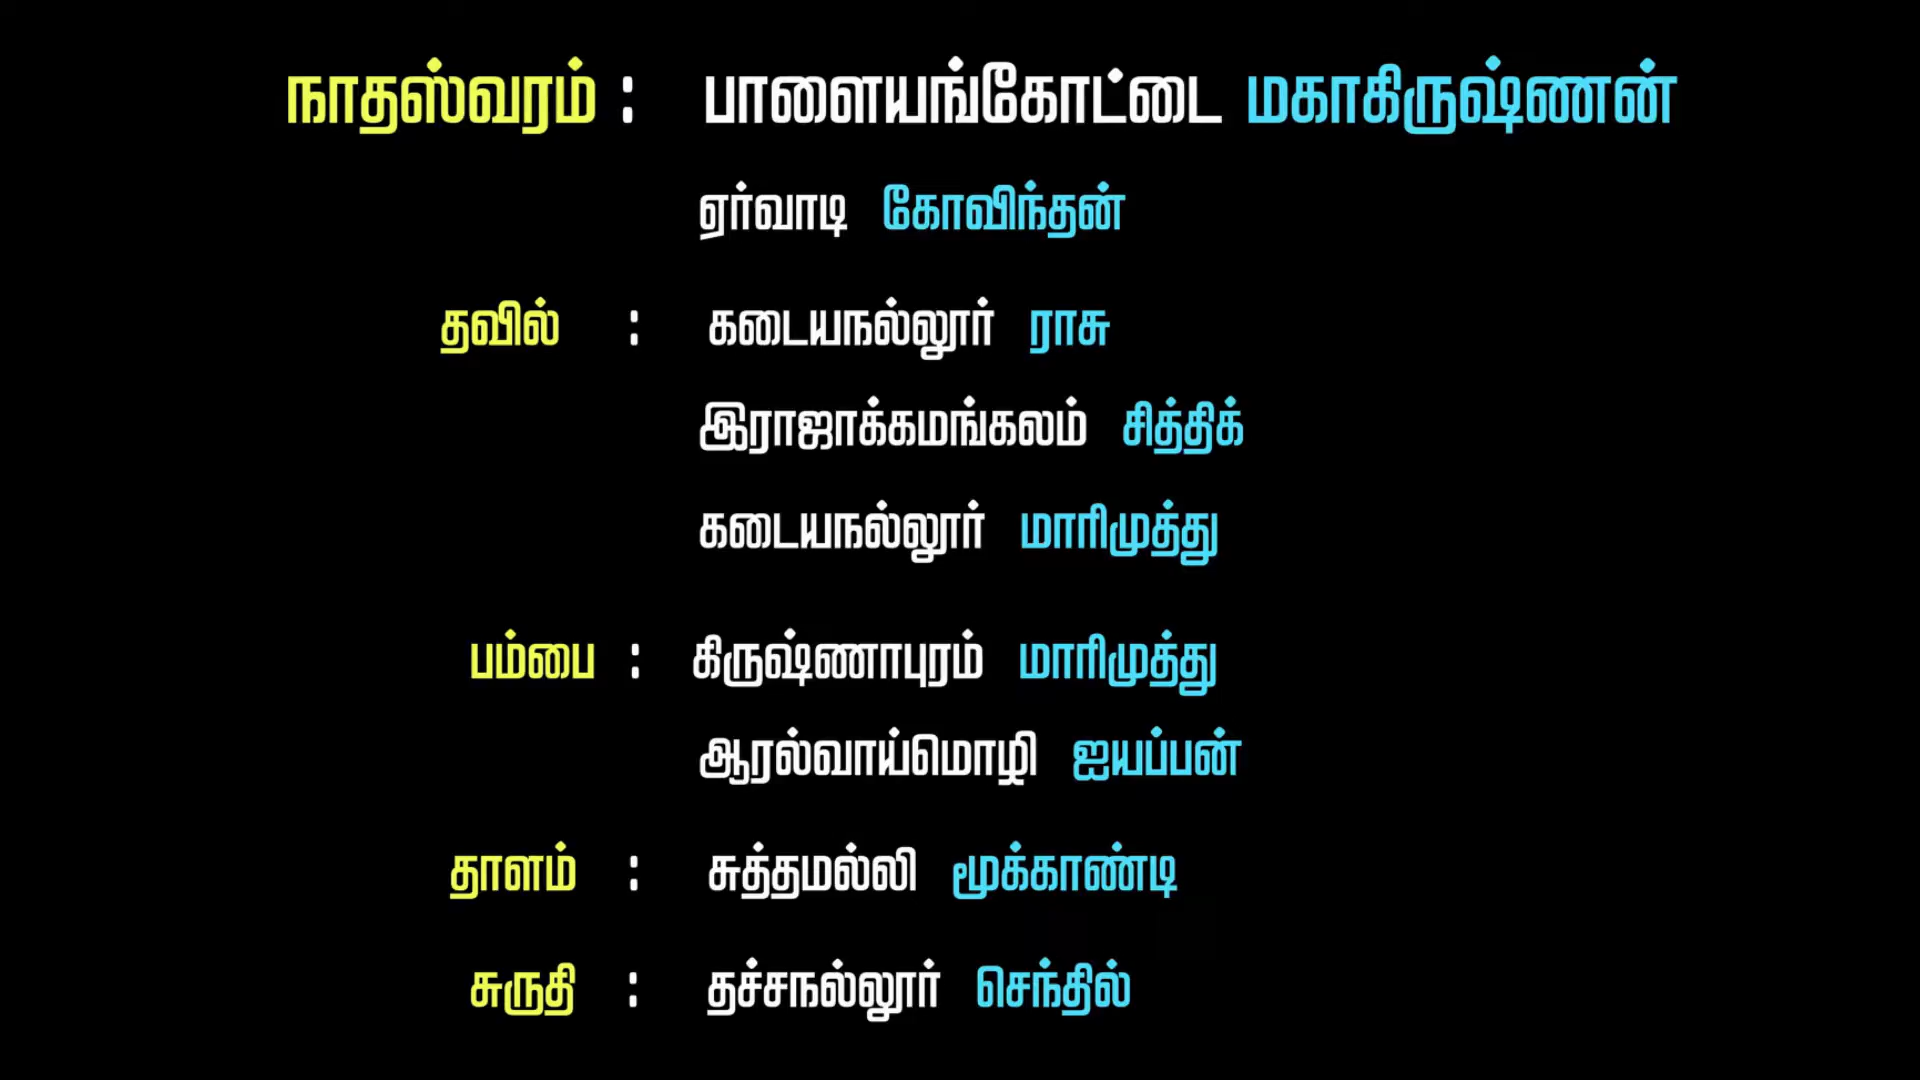 நாதஸ்வரம் : பாளையங்கோட்டை மகாகிருஷ்ணன்
ஏர்வாடி கோவிந்தன்
தவில் : கடையநல்லூர் ராசு
இராஜாக்கமங்கலம் சித்திக்
கடையநல்லூர் மாரிமுத்து
பம்பை : கிருஷ்ணாபுரம் மாரிமுத்து
ஆரல்வாய்மொழி ஐயப்பன்
தாளம் : சுத்தமல்லி மூக்காண்டி
சுருதி : தச்சநல்லூர் செந்தில்